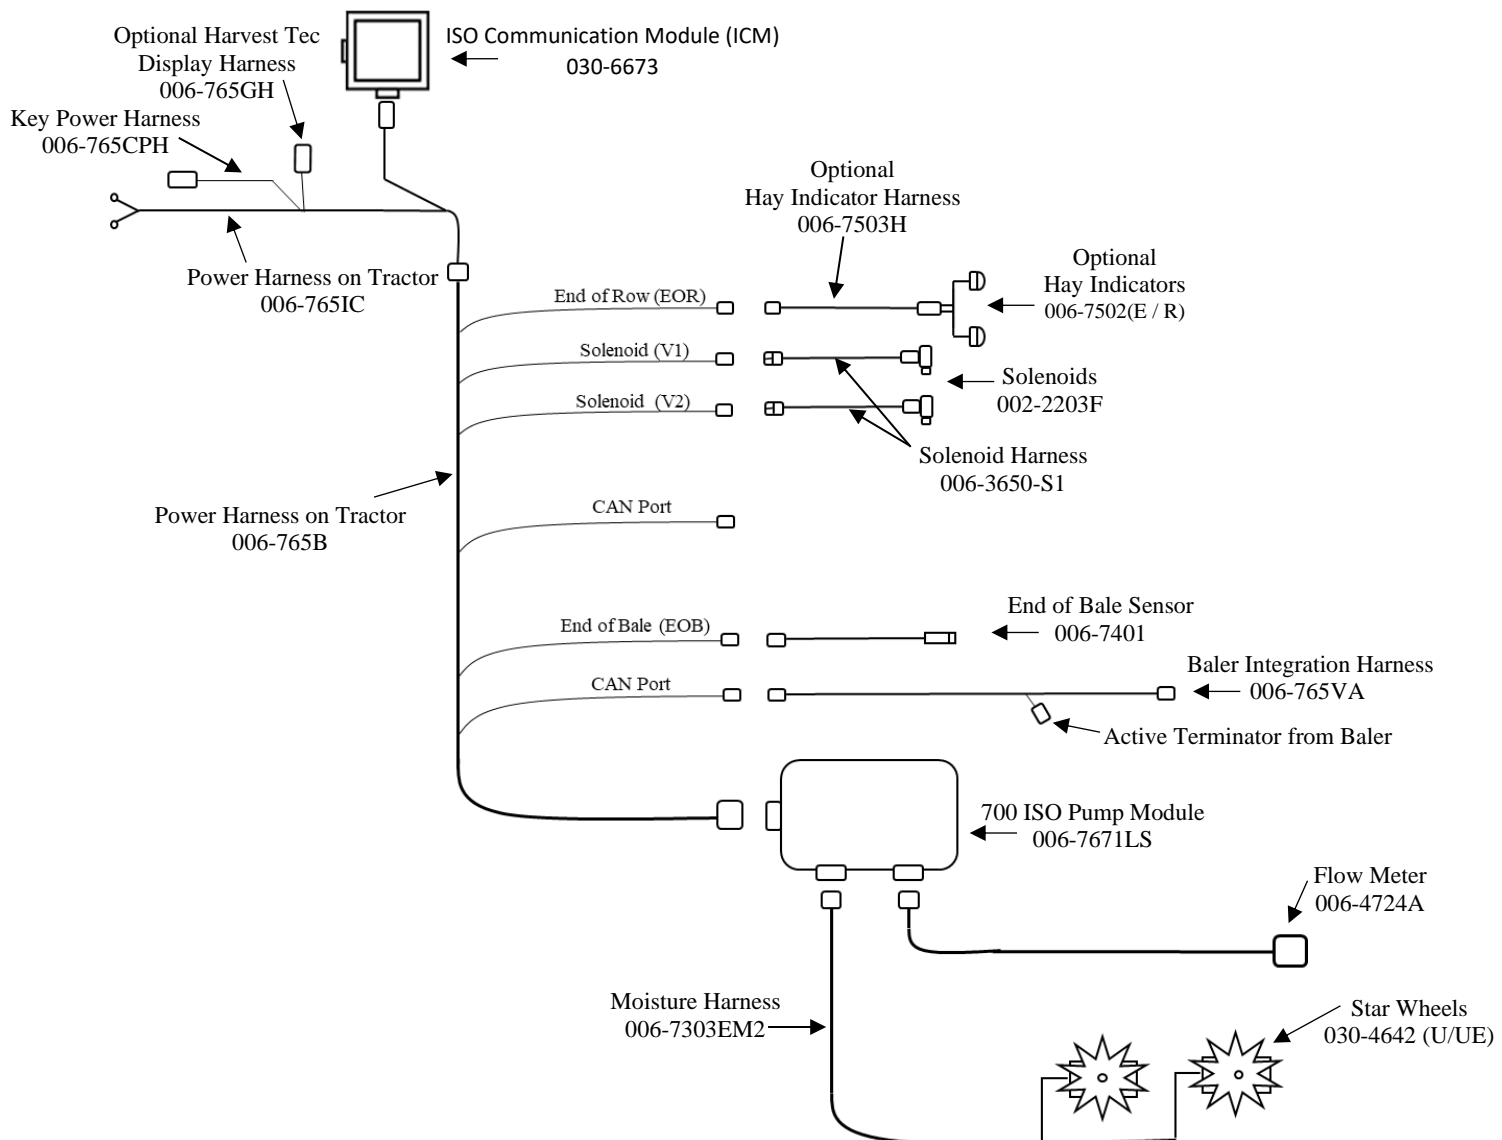 Optional Harvest Tec
Display Harness
006-765GH
ISO Communication Module (ICM)
030-6673
Key Power Harness
006-765CPH
Power Harness on Tractor
006-765IC
Optional
Hay Indicator Harness
006-7503H
Optional
Hay Indicators
006-7502(E / R)
End of Row (EOR)
Solenoid (V1)
Solenoid (V2)
Solenoids
002-2203F
Solenoid Harness
006-3650-S1
Power Harness on Tractor
006-765B
CAN Port
End of Bale (EOB)
End of Bale Sensor
006-7401
CAN Port
Baler Integration Harness
006-765VA
Active Terminator from Baler
700 ISO Pump Module
006-7671LS
Flow Meter
006-4724A
Moisture Harness
006-7303EM2
Star Wheels
030-4642 (U/UE)